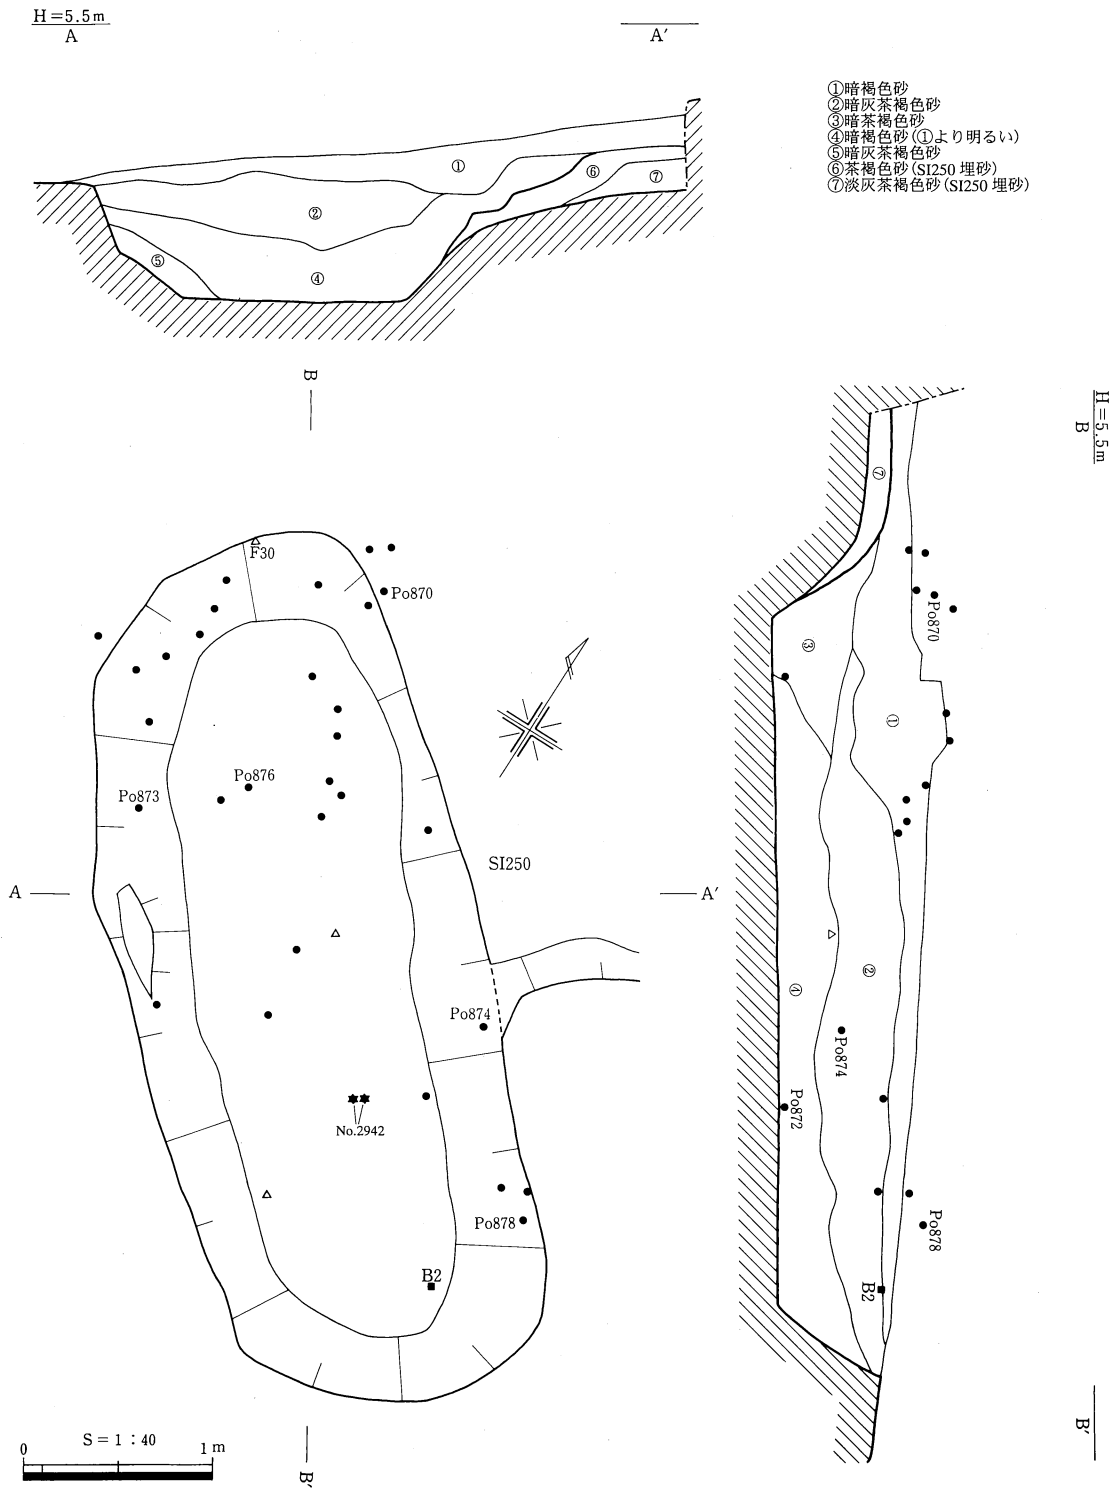 H=5.5m
A
A′
①暗褐色砂
②暗灰茶褐色砂
③暗茶褐色砂
④暗褐色砂(①より明るい)
⑤暗灰茶褐色砂
⑥茶褐色砂(SI250 埋砂)
⑦淡灰茶褐色砂(SI250 埋砂)
①
②
④
⑤
⑥
⑦
B
F30
Po870
Po876
Po873
SI250
A
A′
Po874
No.2942
Po878
B2
B′
H=5.5m
B
⑦
Po870
③
①
②
④
Po874
Po872
Po878
B2
B′
S=1:40
0
1m